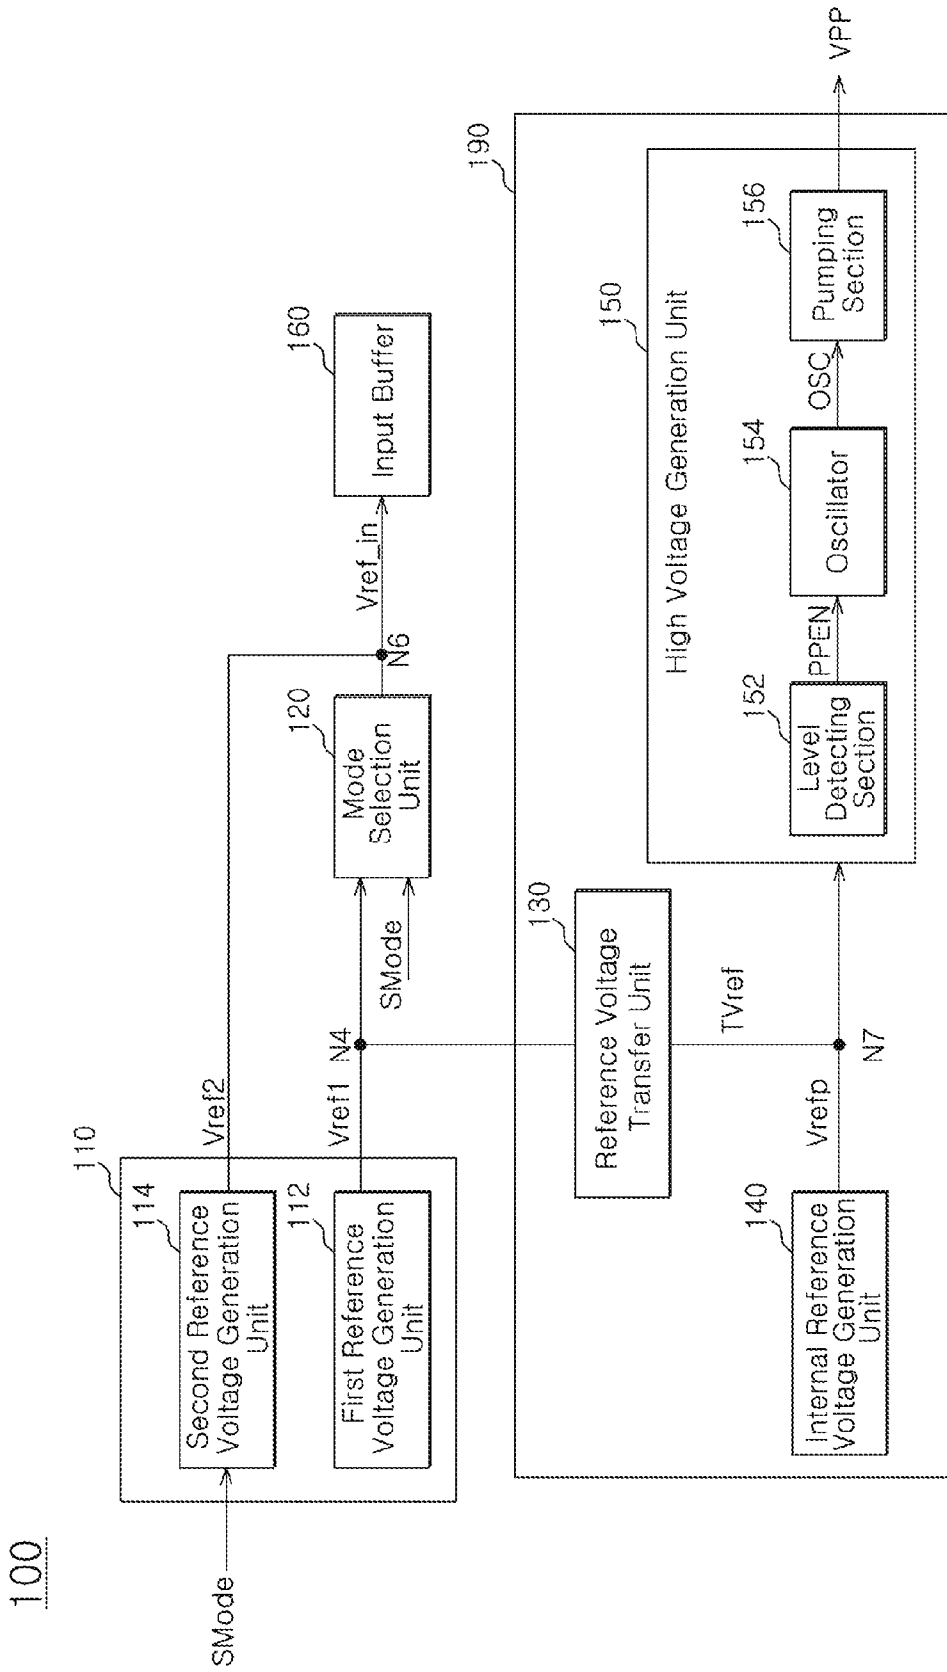 100
SMode
110
114
Second Reference
Voltage Generation
Unit
Vref2
112
First Reference
Voltage Generation
Unit
Vref1
N4
SMode
120
Mode
Selection
Unit
N6
Vref_in
160
Input Buffer
190
130
Reference Voltage
Transfer Unit
TVref
140
Internal Reference
Voltage Generation
Unit
Vrefp
N7
150
High Voltage Generation Unit
152
Level
Detecting
Section
PPEN
154
Oscillator
OSC
156
Pumping
Section
VPP